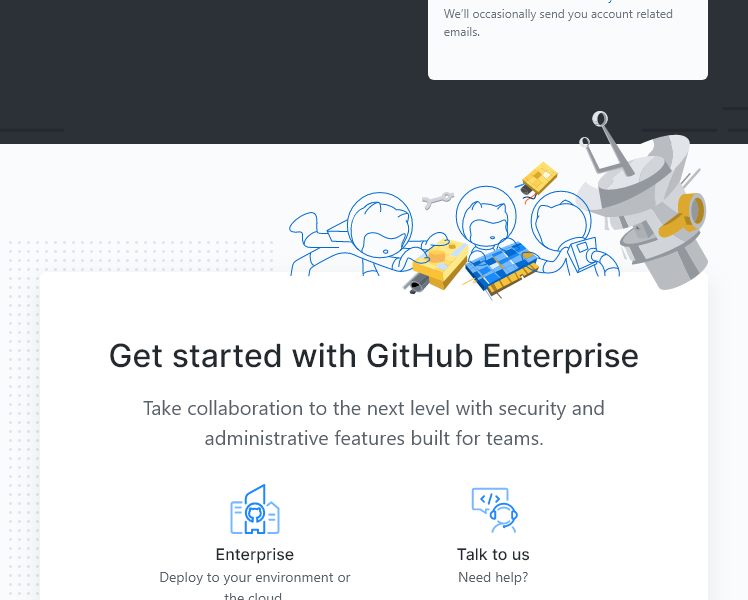 We'll occasionally send you account related
emails.
Get started with GitHub Enterprise
Take collaboration to the next level with security and
administrative features built for teams.
Enterprise
Deploy to your environment or
the cloud
Talk to us
Need help?